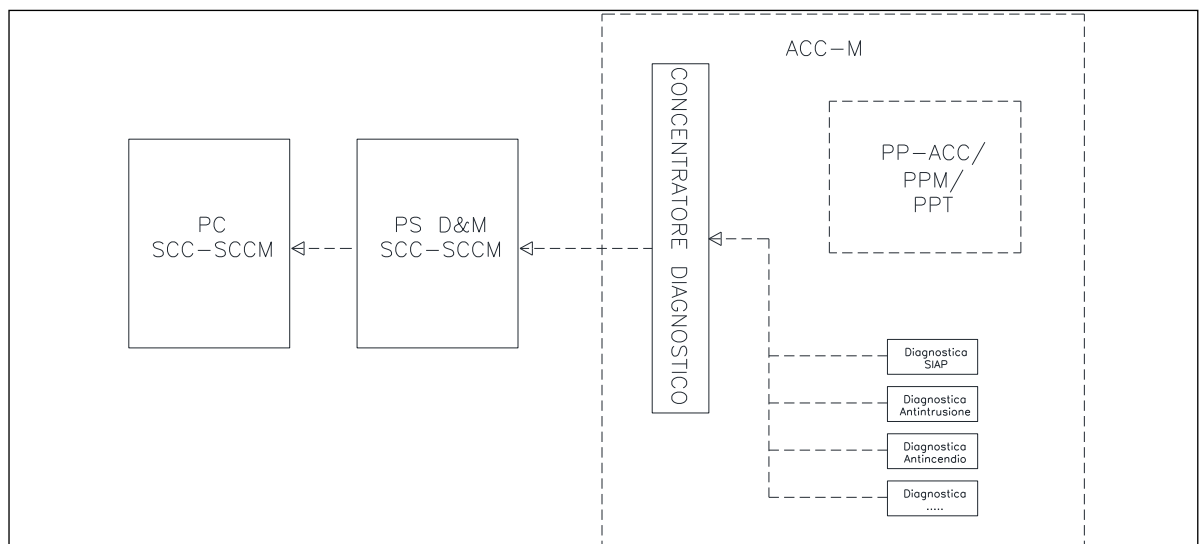 ACC-M
CONCENTRATORE DIAGNOSTICO
PP-ACC/
PPM/
PPT
PC
SCC-SCCM
PS D&M
SCC-SCCM
Diagnostica
SIAP
Diagnostica
Antintrusione
Diagnostica
Antincendio
Diagnostica
.....